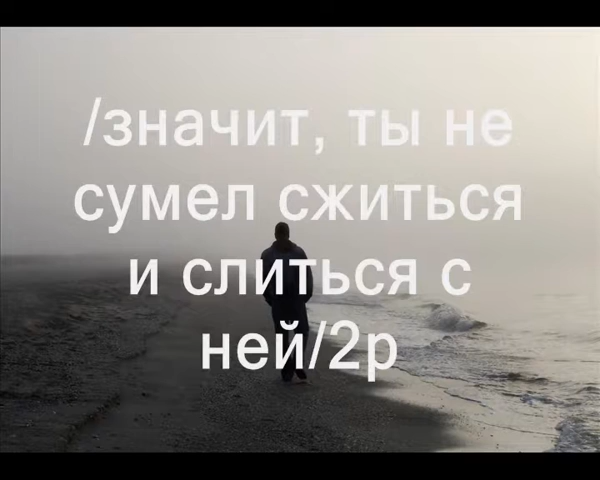 /значит, ты не
сумел сжиться
и слиться с
ней/2р